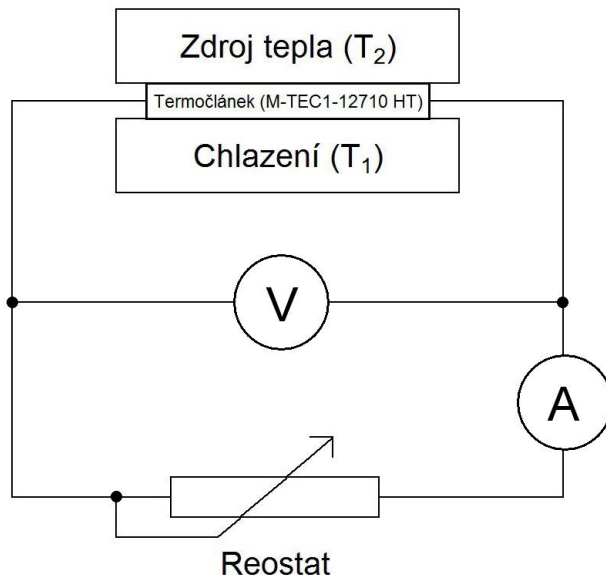 Zdroj tepla (T₂)
Termočlánek (M-TEC1-12710 HT)
Chlazení (T₁)
V
A
Reostat